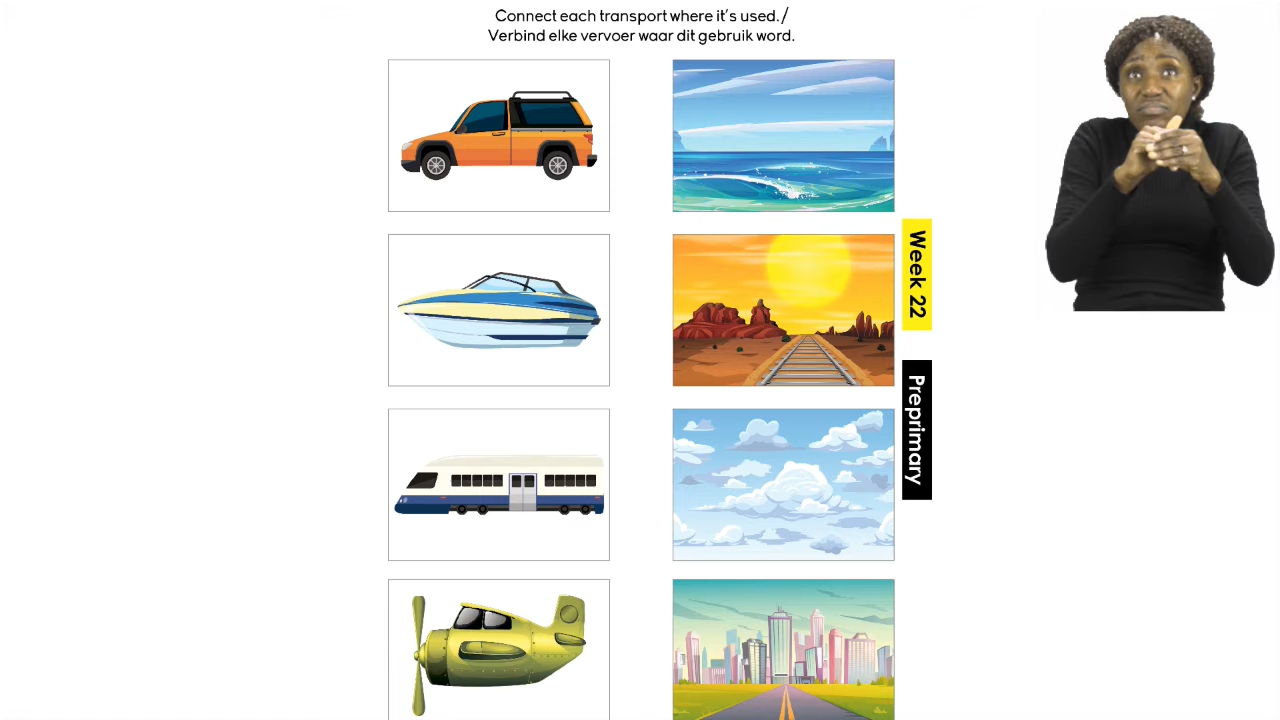 Connect each transport where it's used./
Verbind elke vervoer waar dit gebruik word.
Week 22
Preprimary